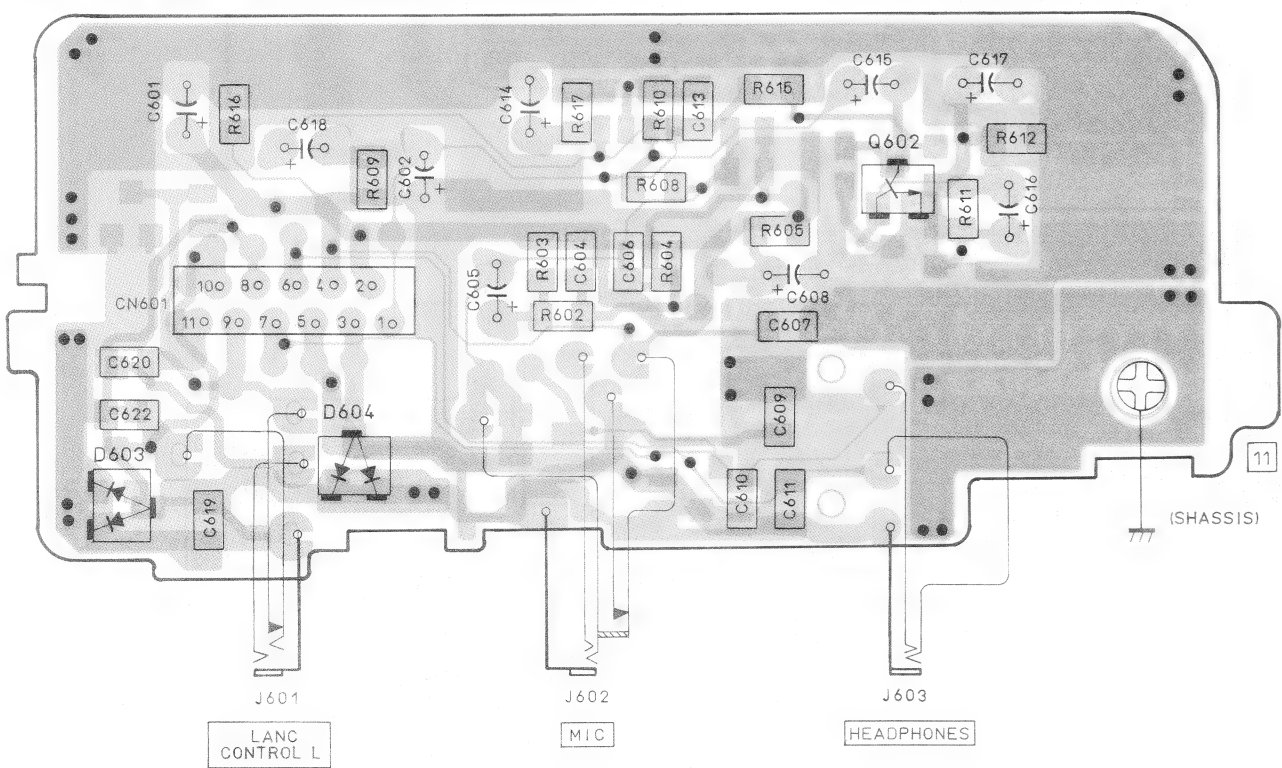 C615
C617
C601
R616
C614
R617
R610
C613
R615
C618
Q602
R612
R609
C602
R608
R611
C616
R605
R603
C604
C606
R604
C605
C608
10 8 6 4 2
CN601
11 9 7 5 3 1
R602
C607
C620
C622
D604
C609
D603
11
C619
C610
C611
(SHASSIS)
J601
J602
J603
LANC
CONTROL L
MIC
HEADPHONES